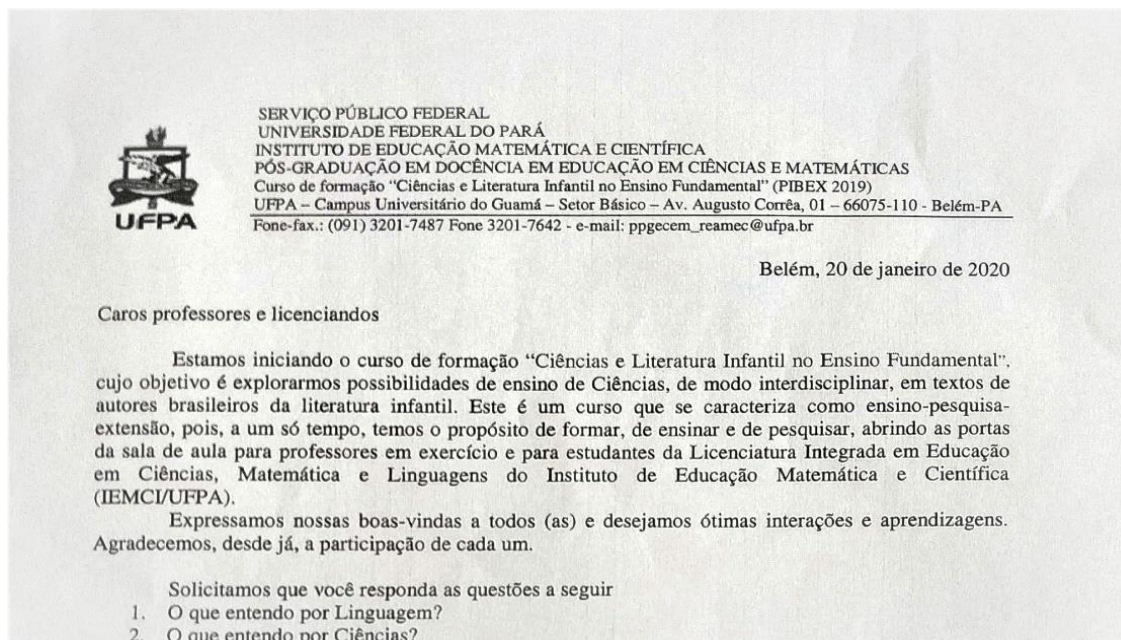 UFPA
SERVIÇO PÚBLICO FEDERAL
UNIVERSIDADE FEDERAL DO PARÁ
INSTITUTO DE EDUCAÇÃO MATEMÁTICA E CIENTÍFICA
PÓS-GRADUAÇÃO EM DOCÊNCIA EM EDUCAÇÃO EM CIÊNCIAS E MATEMÁTICAS
Curso de formação “Ciências e Literatura Infantil no Ensino Fundamental” (PIBEX 2019)
UFPA – Campus Universitário do Guamá – Setor Básico – Av. Augusto Corrêa, 01 – 66075-110 - Belém-PA
Fone-fax.: (091) 3201-7487 Fone 3201-7642 - e-mail: ppgecem_reamec@ufpa.br
Belém, 20 de janeiro de 2020
Caros professores e licenciandos
Estamos iniciando o curso de formação “Ciências e Literatura Infantil no Ensino Fundamental”,
cujo objetivo é explorarmos possibilidades de ensino de Ciências, de modo interdisciplinar, em textos de
autores brasileiros da literatura infantil. Este é um curso que se caracteriza como ensino-pesquisa-
extensão, pois, a um só tempo, temos o propósito de formar, de ensinar e de pesquisar, abrindo as portas
da sala de aula para professores em exercício e para estudantes da Licenciatura Integrada em Educação
em Ciências, Matemática e Linguagens do Instituto de Educação Matemática e Científica
(IEMCI/UFPA).
Expressamos nossas boas-vindas a todos (as) e desejamos ótimas interações e aprendizagens.
Agradecemos, desde já, a participação de cada um.
Solicitamos que você responda as questões a seguir
1. O que entendo por Linguagem?
2. O que entendo por Ciências?